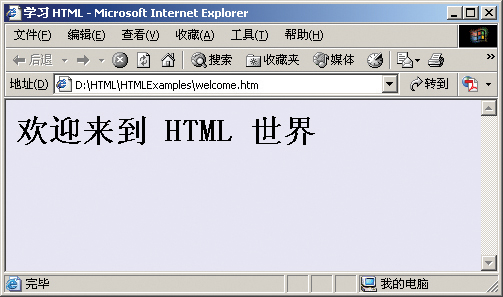 学习 HTML - Microsoft Internet Explorer
文件(F) 编辑(E) 查看(V) 收藏(A) 工具(T) 帮助(H)
后退 搜索 收藏夹 媒体
地址(D) D:\HTML\HTMLExamples\welcome.htm 转到
欢迎来到 HTML 世界
完毕 我的电脑